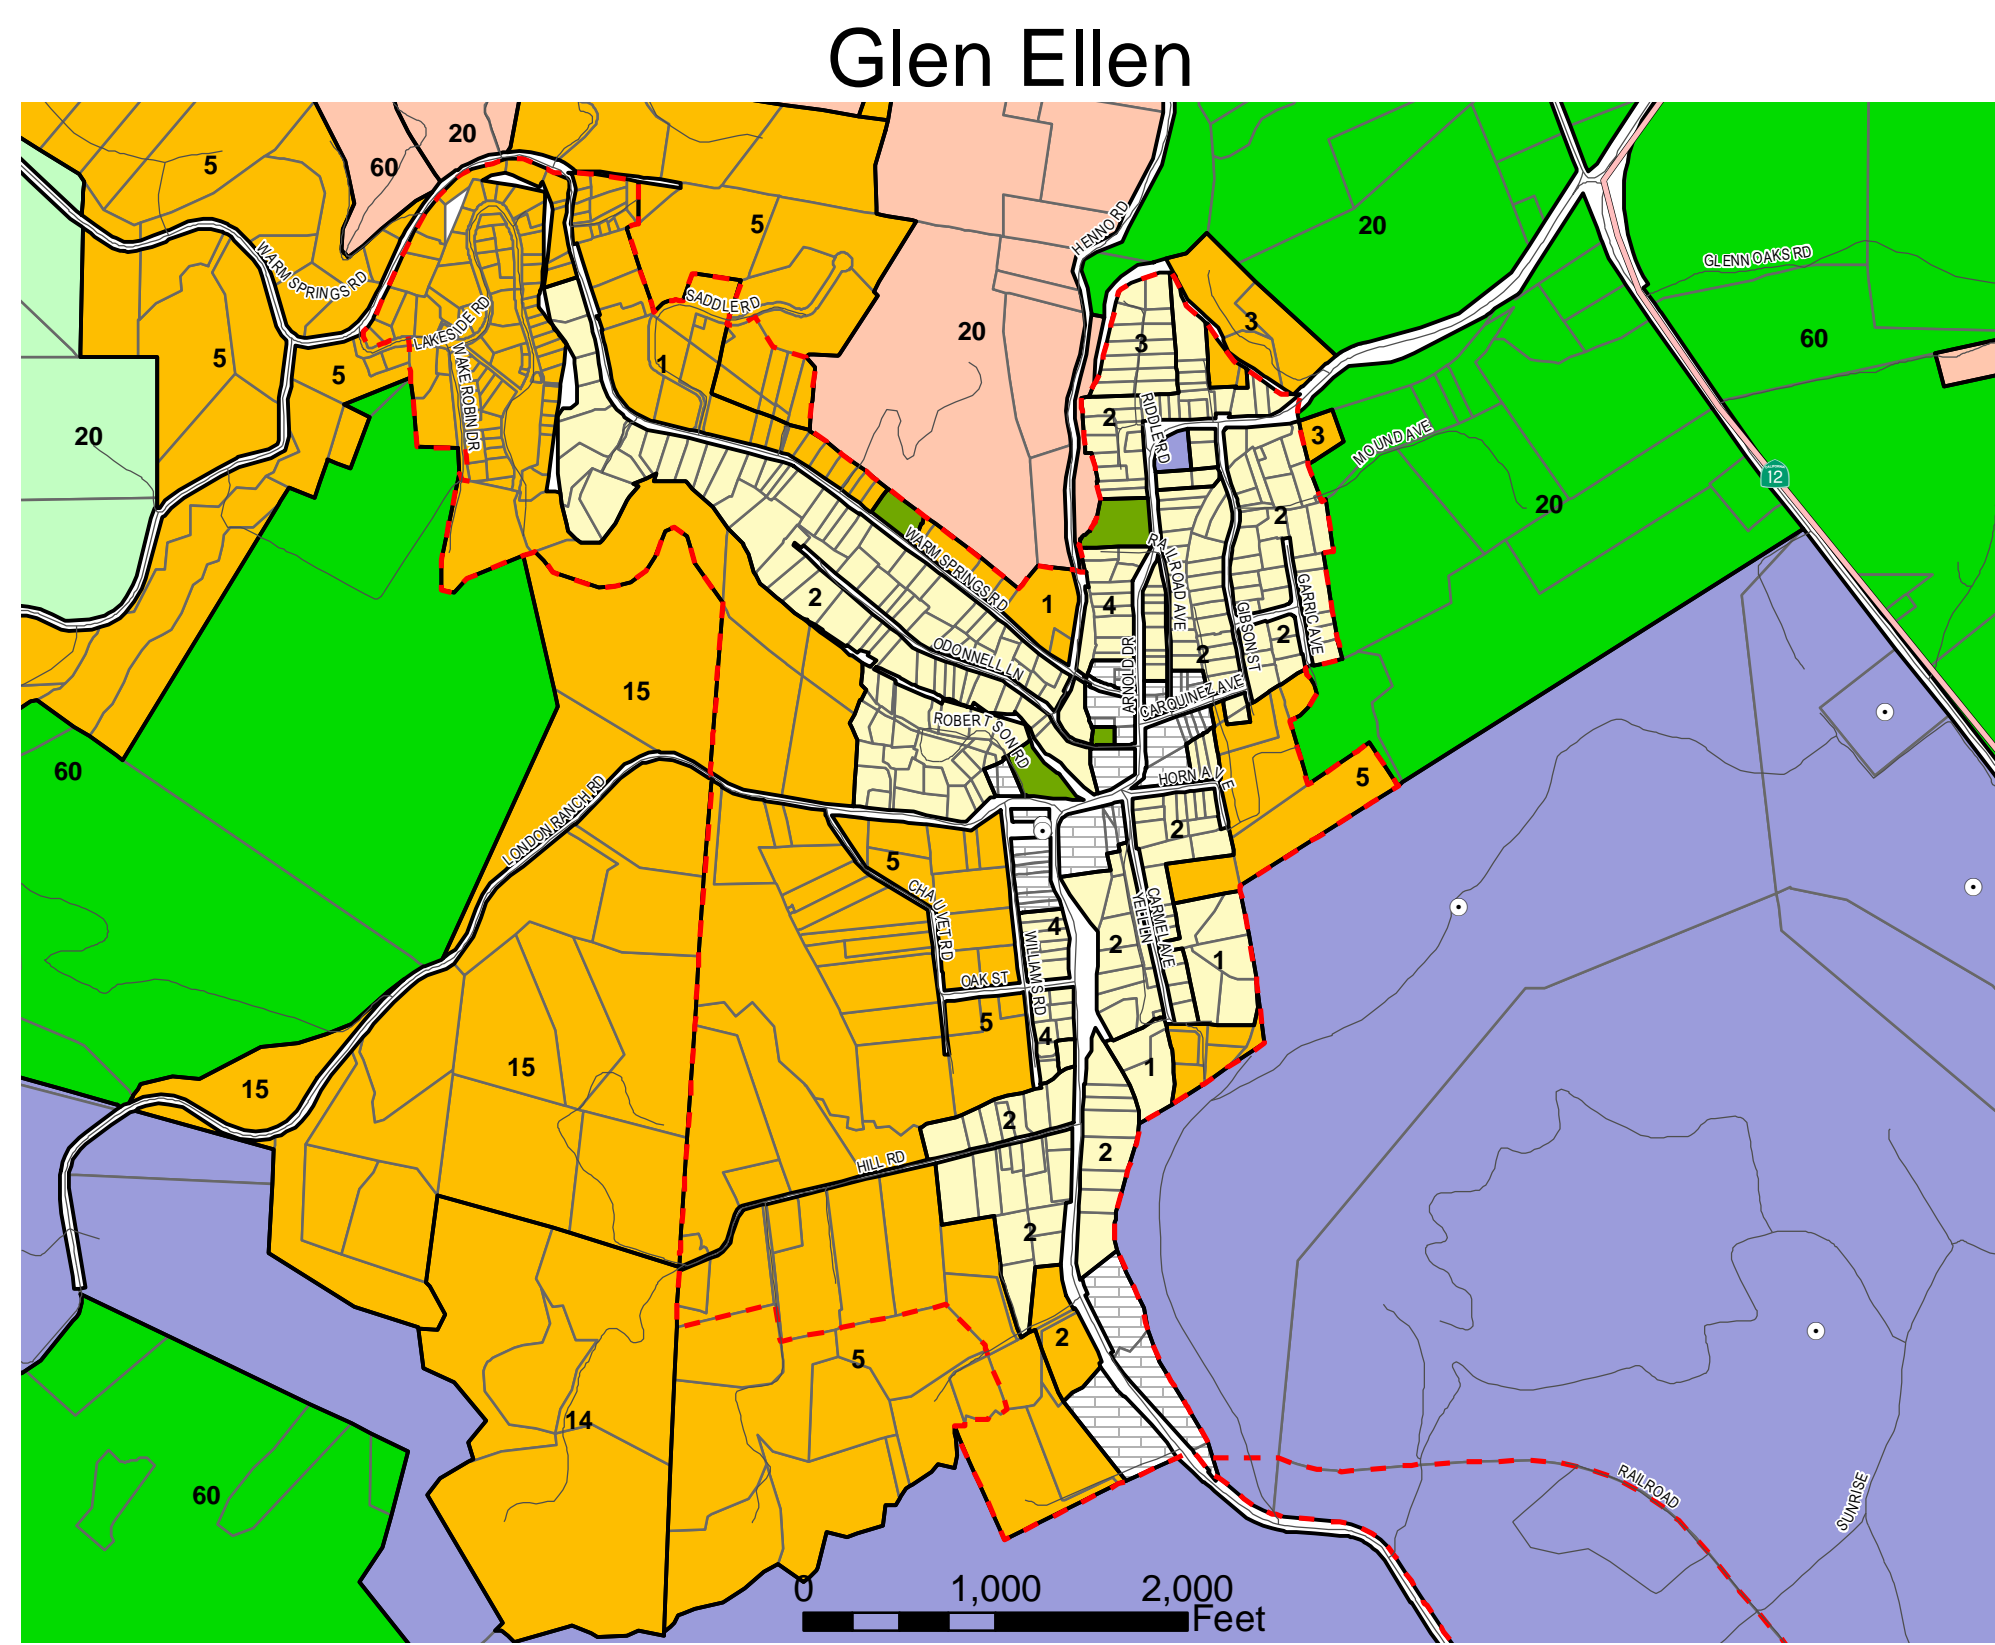 Glen Ellen
20
5
60
20
5
WARM SPRINGS RD
HENNO RD
GLENN OAKS RD
SADDLE RD
LAKESIDE RD
3
20
3
60
5
5
1
WAKE ROBIN DR
2
RIDDLE RD
3
MOUND AVE
20
CALIFORNIA
12
2
20
WARM SPRINGS RD
RAILROAD AVE
2
1
4
GARRIC AVE
GIBSON ST
2
ODONNELL LN
ARNOLD DR
2
15
CARQUINEZ AVE
ROBERTSON RD
60
HORN AVE
5
LONDON RANCH RD
2
5
CHAUVET RD
CARMEL AVE
YELLEN
4
WILLIAMS RD
2
1
OAK ST
5
4
15
1
15
2
HILL RD
2
2
2
5
14
60
RAILROAD
SUNRISE
0 1,000 2,000
Feet